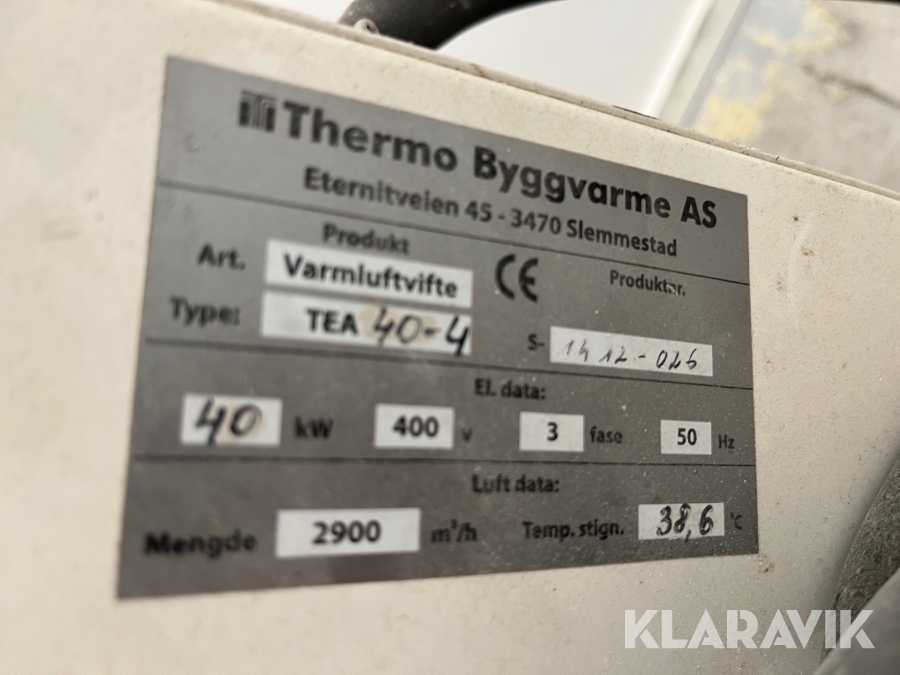 Thermo Byggvarme AS
Eternitveien 45 - 3470 Slemmestad
Produkt
Art. Varmluftvifte
CE
Produktnr.
Type: TEA 40-4
S- 1412-026
El. data:
40 kW 400 V 3 fase 50 Hz
Luft data:
Mengde 2900 m³/h Temp. stign. 38,6 °C
KLARAVIK